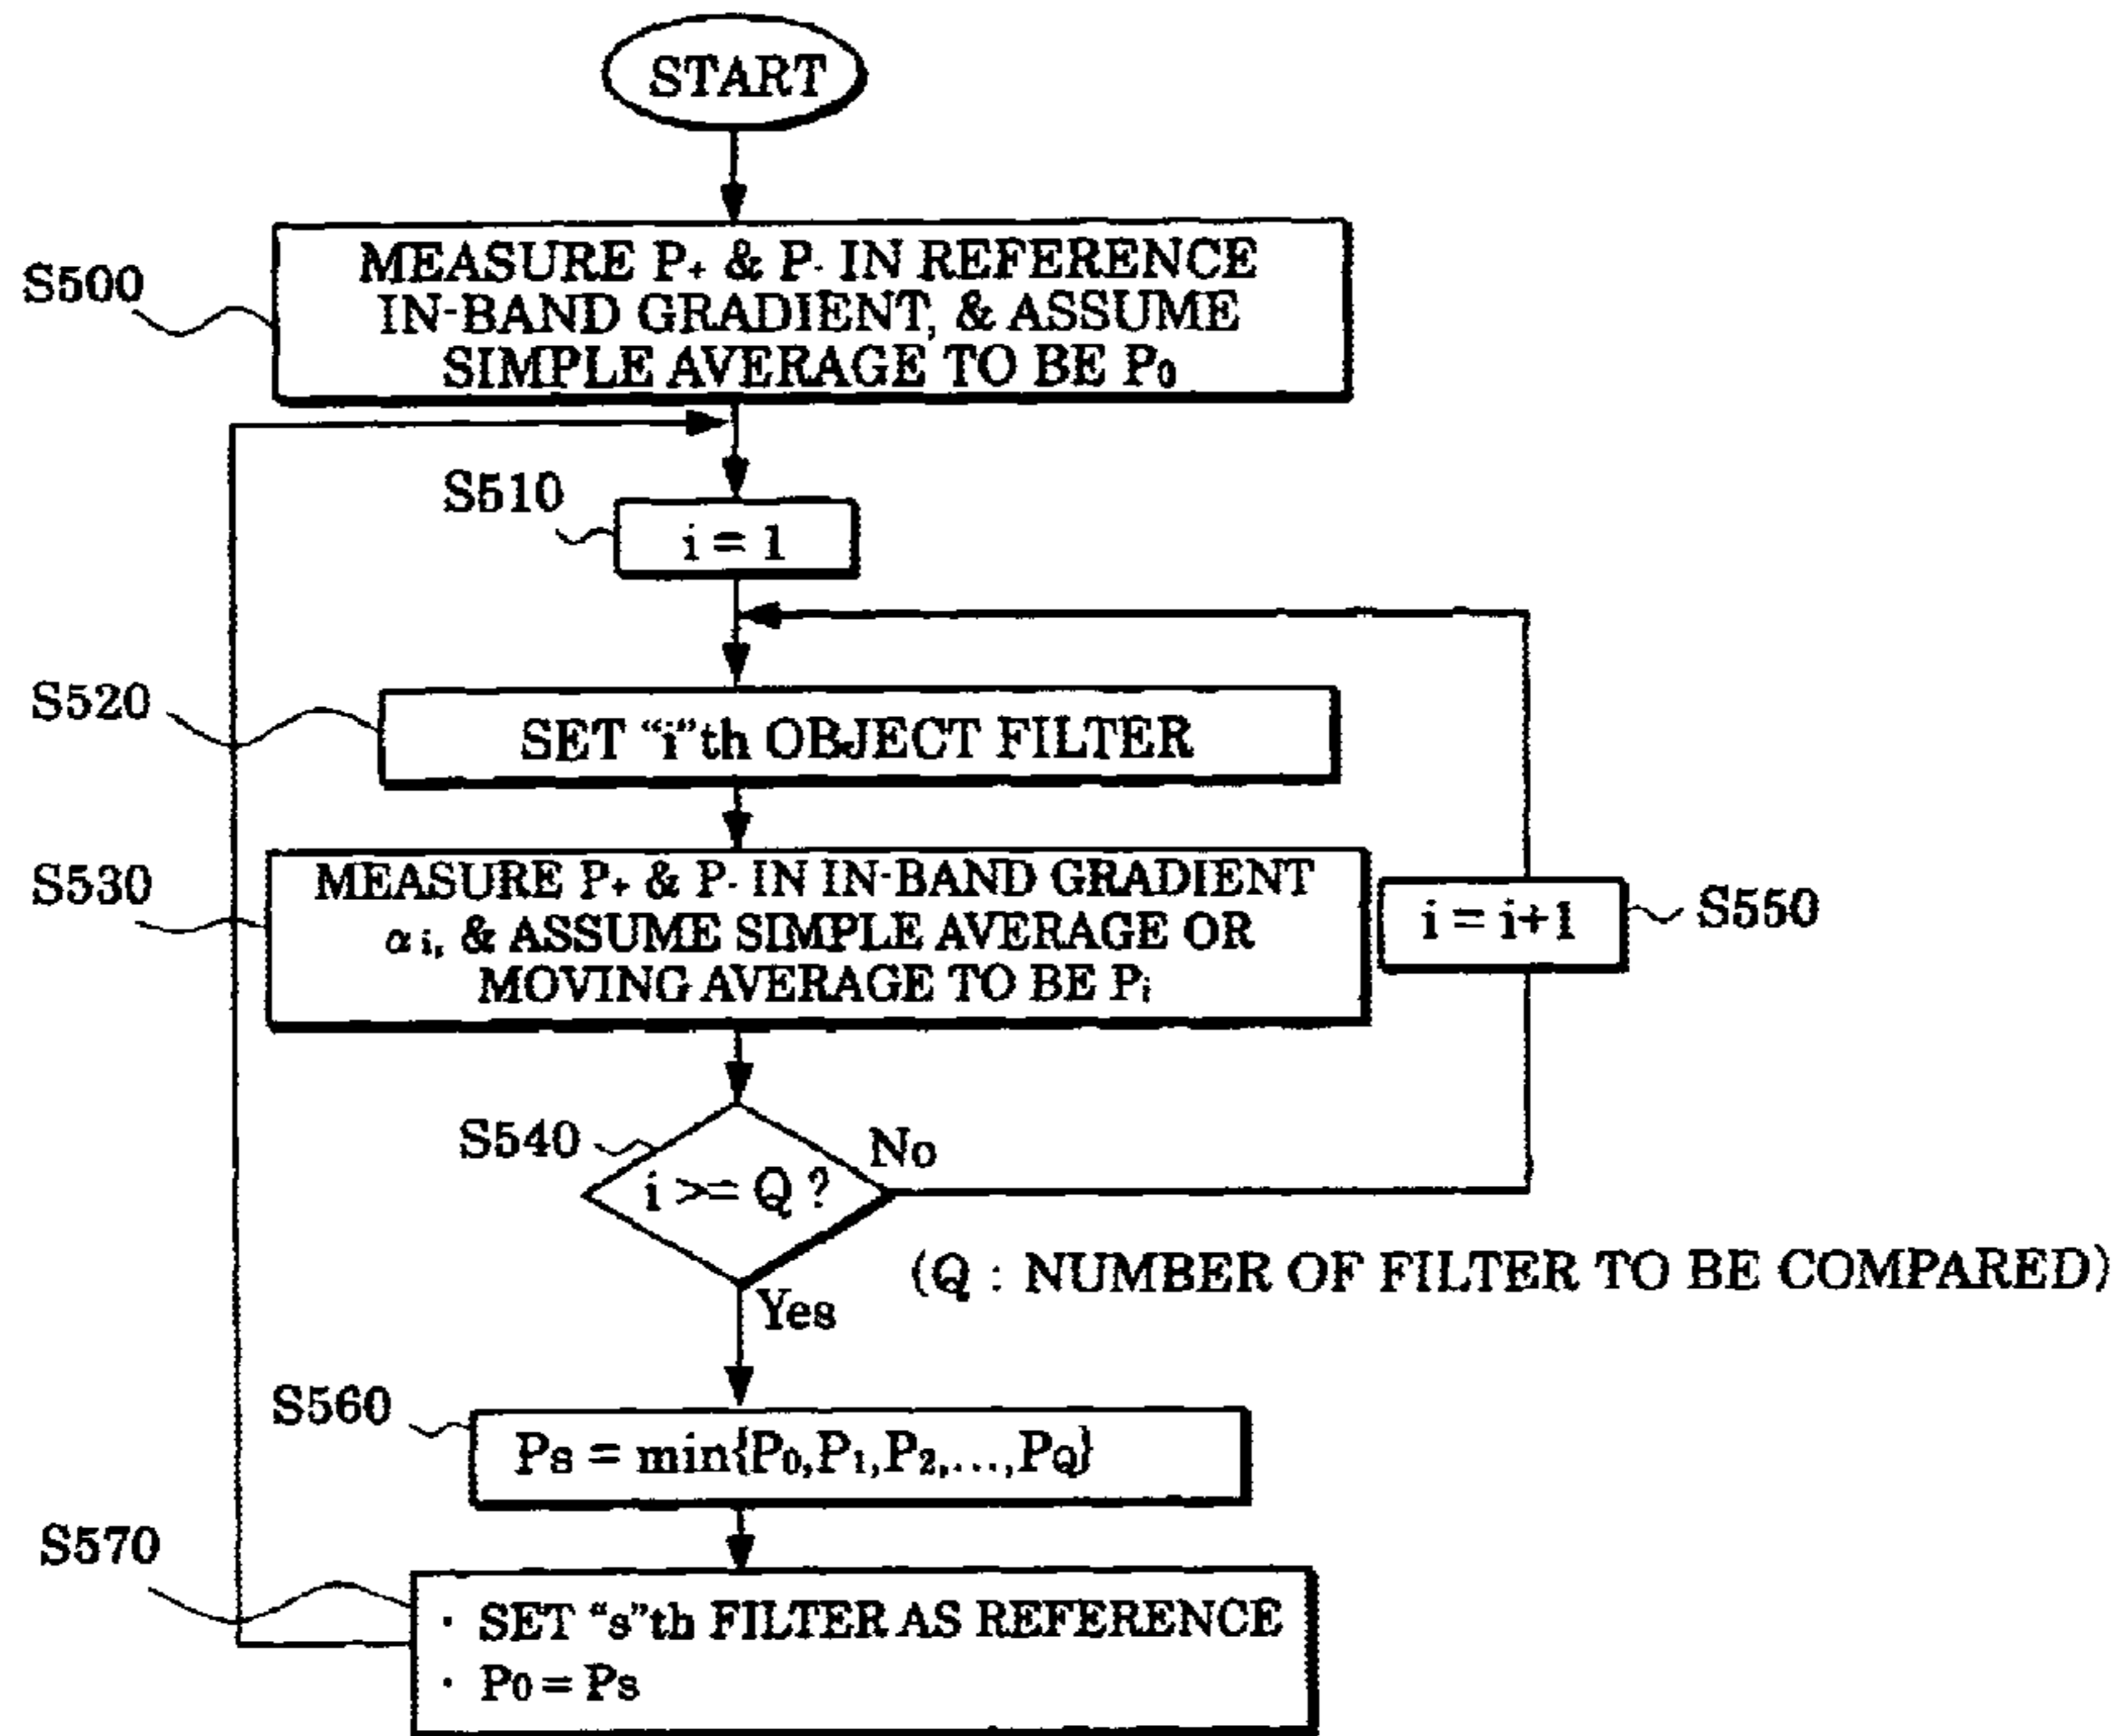 START
S500
MEASURE P+ & P- IN REFERENCE
IN-BAND GRADIENT, & ASSUME
SIMPLE AVERAGE TO BE P0
S510
i = 1
S520
SET “i”th OBJECT FILTER
S530
MEASURE P+ & P- IN IN-BAND GRADIENT
α i, & ASSUME SIMPLE AVERAGE OR
MOVING AVERAGE TO BE Pi
i = i+1
S550
S540
i >= Q ?
No
Yes
(Q : NUMBER OF FILTER TO BE COMPARED)
S560
Ps = min{P0,P1,P2,...,PQ}
S570
· SET “s”th FILTER AS REFERENCE
· P0 = Ps